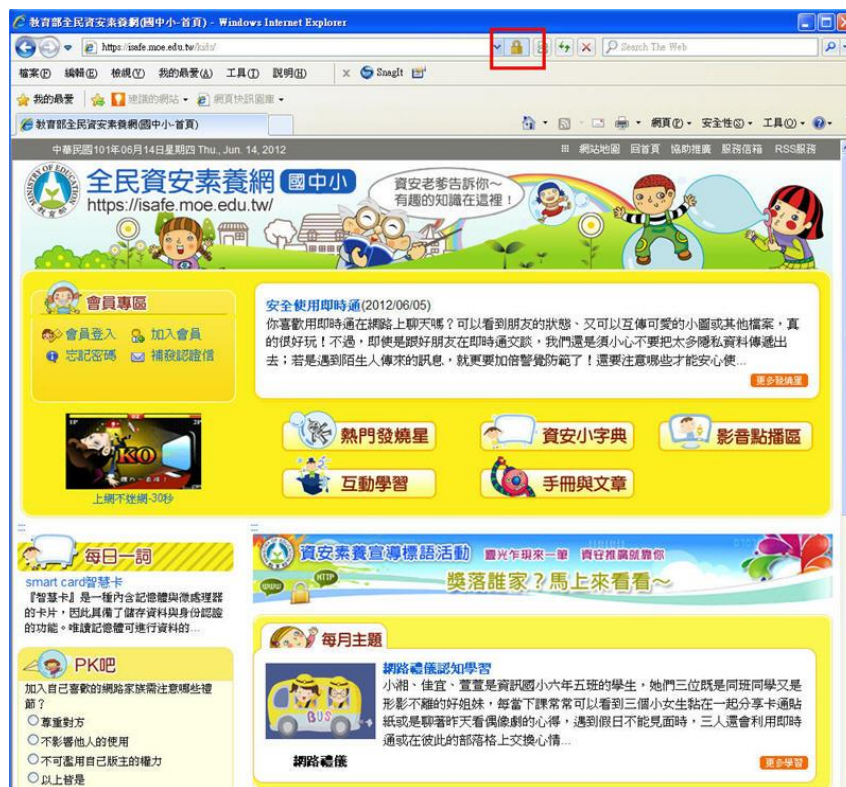 教育部全民資安素養網(國中小-首頁) - Windows Internet Explorer
https://isafe.moe.edu.tw/kids/
Search The Web
檔案(F) 編輯(E) 檢視(V) 我的最愛(A) 工具(T) 說明(H) x SnagIt
我的最愛 建議的網站 網頁快訊圖庫
教育部全民資安素養網(國中小-首頁)
網頁(P) 安全性(S) 工具(O)
中華民國101年06月14日星期四 Thu., Jun. 14, 2012
網站地圖 回首頁 協助推廣 服務信箱 RSS服務
MINISTRY OF EDUCATION
教育部
全民資安素養網 國中小
https://isafe.moe.edu.tw/
資安老爹告訴你~
有趣的知識在這裡！
會員專區
會員登入 加入會員
忘記密碼 補發認證信
安全使用即時通(2012/06/05)
你喜歡用即時通在網路上聊天嗎？可以看到朋友的狀態、又可以互傳可愛的小圖或其他檔案，真
的很好玩！不過，即使是跟好朋友在即時通交談，我們還是須小心不要把太多隱私資料傳遞出
去；若是遇到陌生人傳來的訊息，就更要加倍警覺防範了！還要注意哪些才能安心使...
更多發燒星
KO
上網不迷網-30秒
熱門發燒星
資安小字典
影音點播區
互動學習
手冊與文章
每日一詞
smart card智慧卡
『智慧卡』是一種內含記憶體與微處理器
的卡片，因此具備了儲存資料與身份認證
的功能。唯讀記憶體可進行資料的...
資安素養宣導標語活動 靈光乍現來一筆 資安推廣就靠你
HTTP
獎落誰家？馬上來看看~
PK吧
加入自己喜歡的網路家族需注意哪些禮
節？
尊重對方
不影響他人的使用
不可濫用自己版主的權力
以上皆是
每月主題
BUS
網路禮儀
網路禮儀認知學習
小湘、佳宜、萱萱是資訊國小六年五班的學生，她們三位既是同班同學又是
形影不離的好姐妹，每當下課常常可以看到三個小女生黏在一起分享卡通貼
紙或是聊著昨天看偶像劇的心得，遇到假日不能見面時，三人還會利用即時
通或在彼此的部落格上交換心情...
更多學習